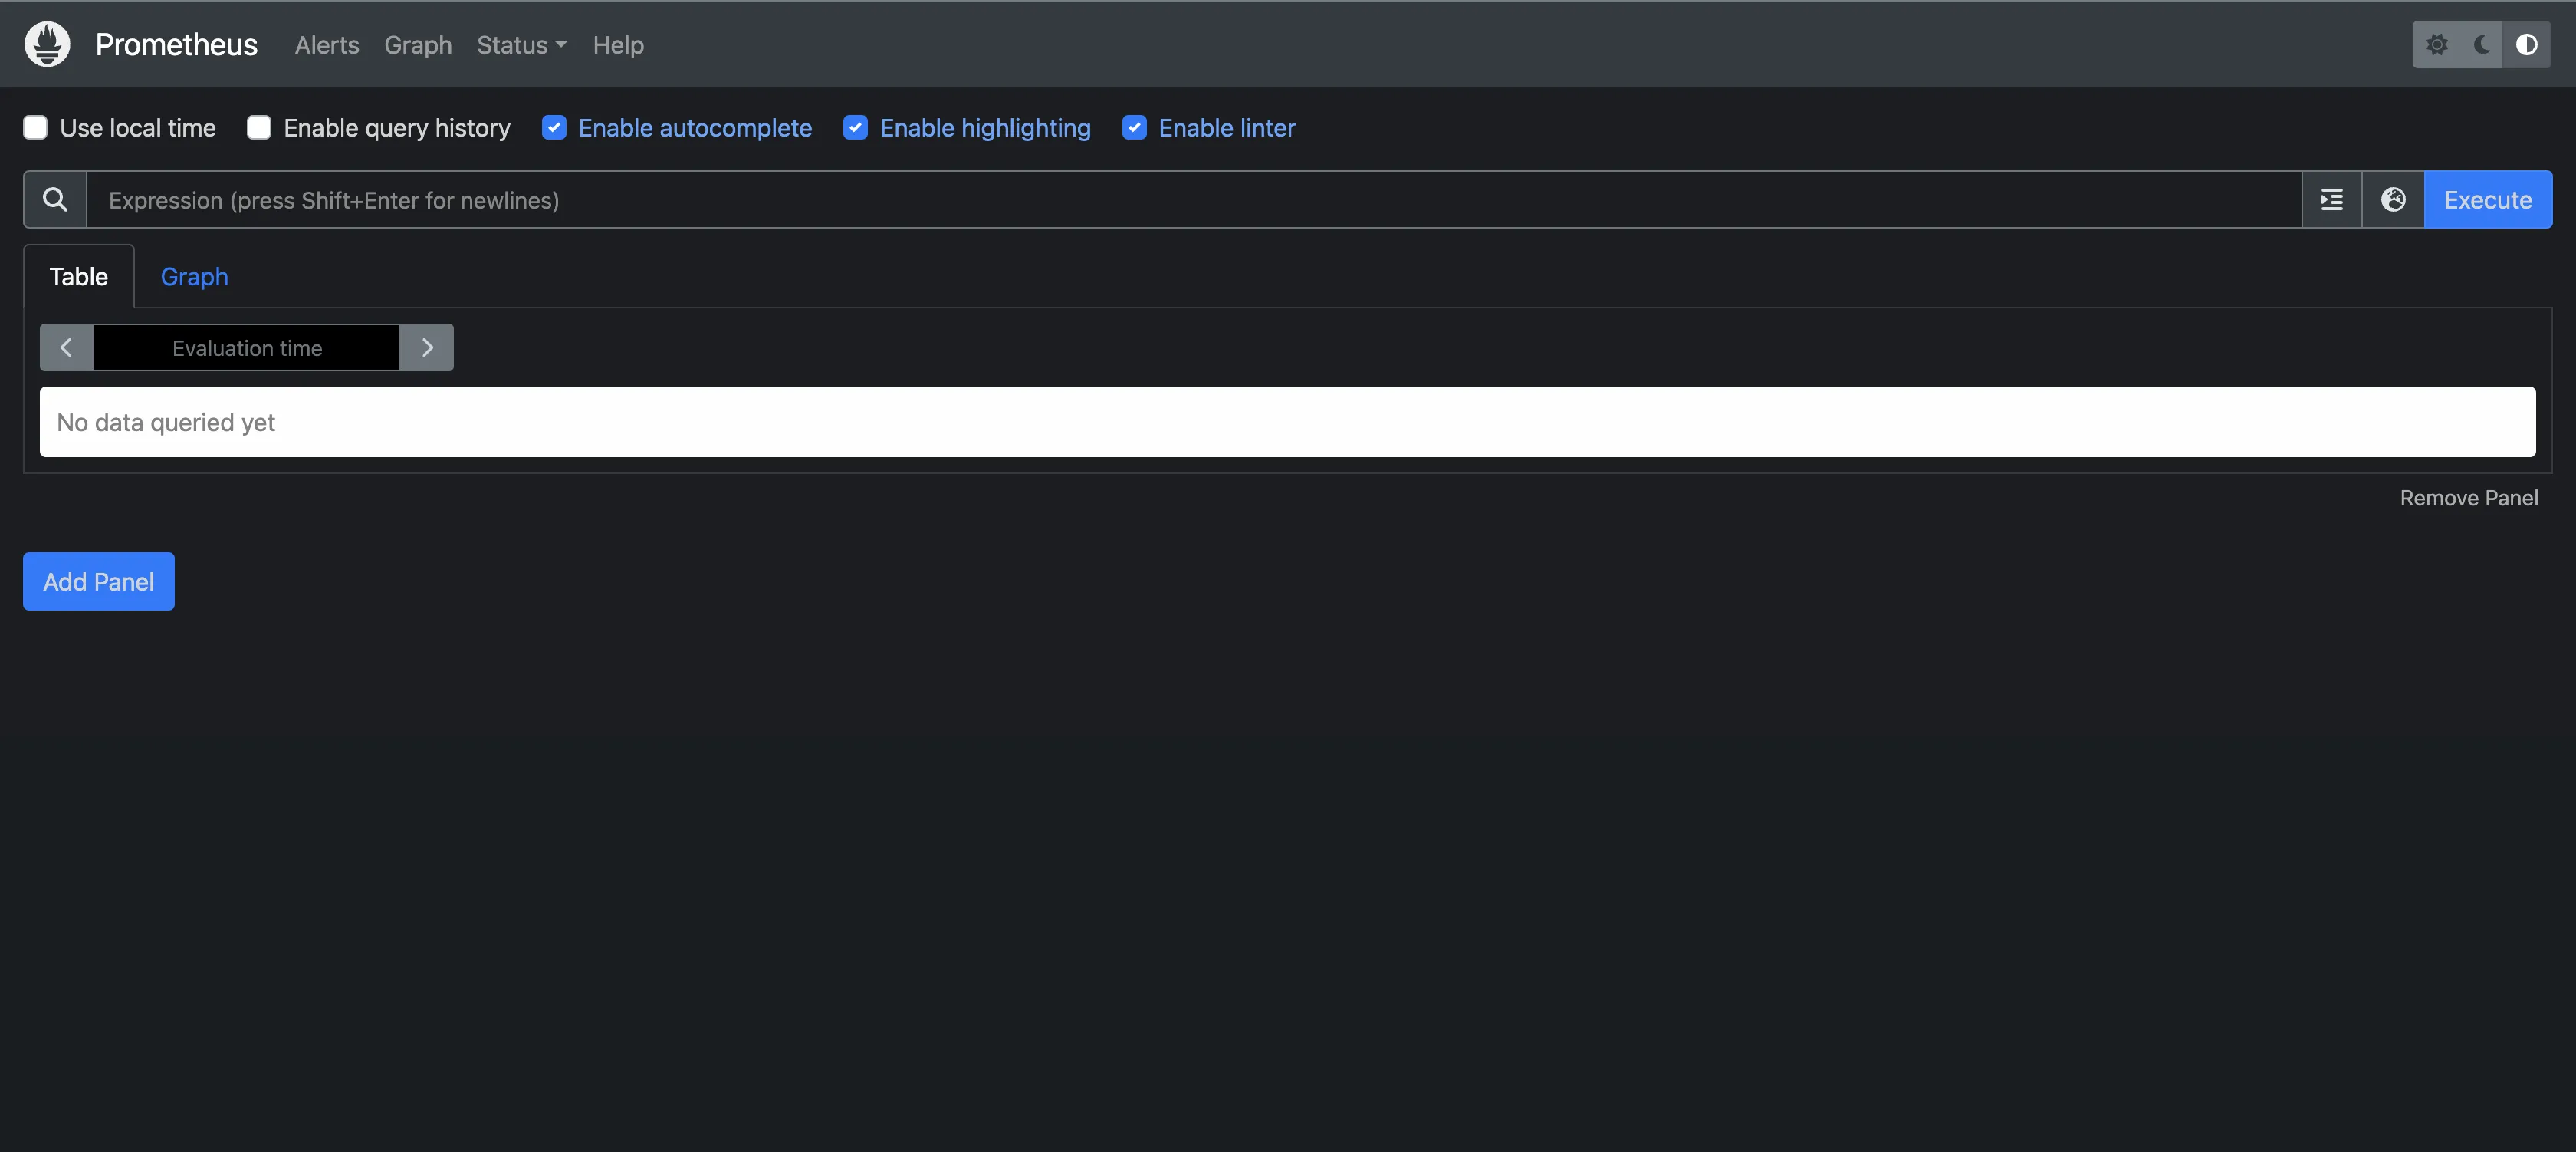 Prometheus Alerts Graph Status Help
Use local time Enable query history Enable autocomplete Enable highlighting Enable linter
Expression (press Shift+Enter for newlines) Execute
Table Graph
Evaluation time
No data queried yet
Remove Panel
Add Panel